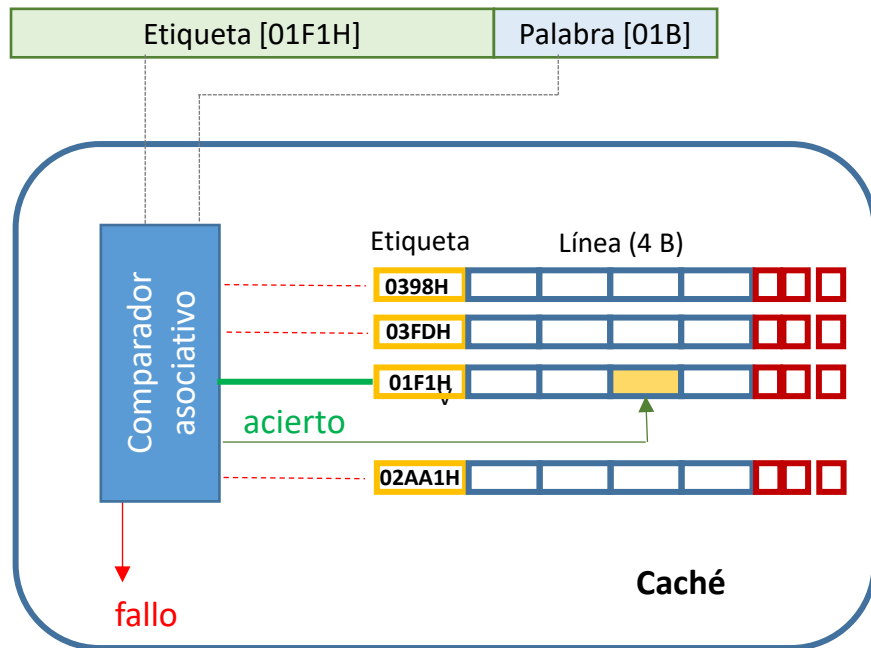 Etiqueta [01F1H] Palabra [01B]
Etiqueta Línea (4 B)
Comparador
asociativo
0398H
03FDH
01F1H
v
acierto
02AA1H
fallo
Caché